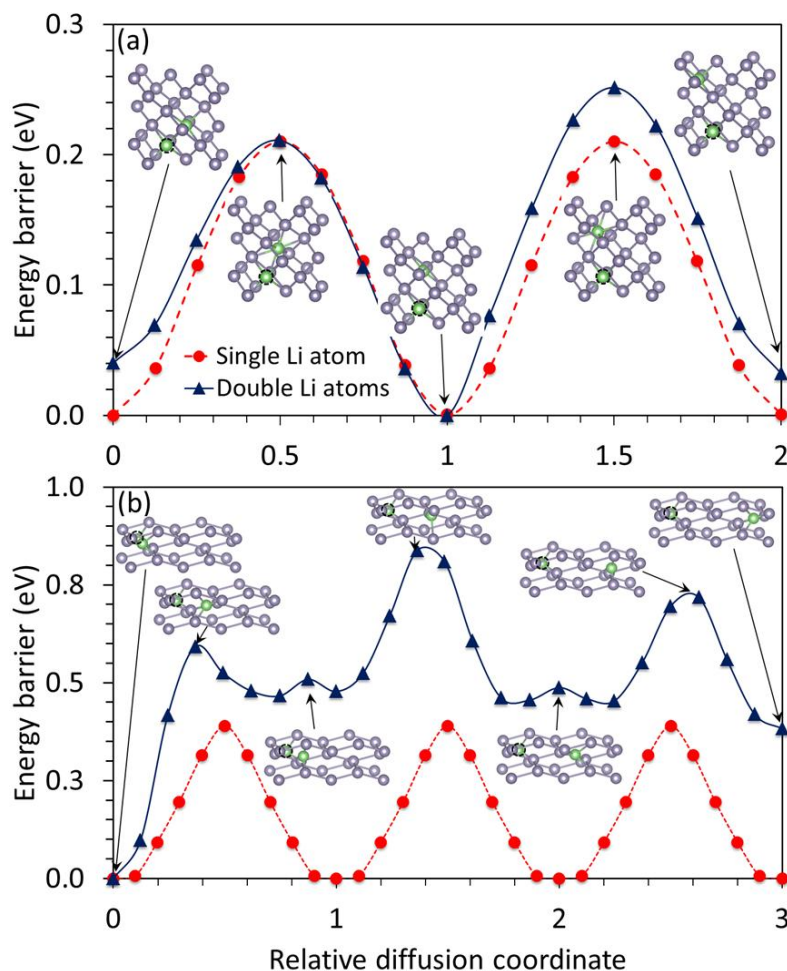 (a)
Energy barrier (eV)
0.3
0.2
0.1
0.0
Single Li atom
Double Li atoms
0
0.5
1
1.5
2
(b)
Energy barrier (eV)
1.0
0.8
0.5
0.3
0.0
0
1
2
3
Relative diffusion coordinate